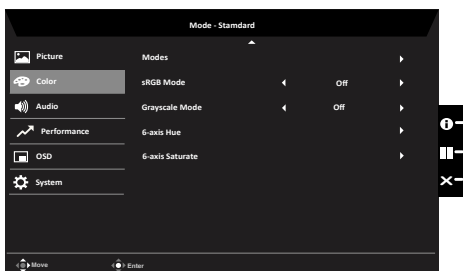 Mode - Stamdard
Picture
Modes
Color
sRGB Mode
Off
Audio
Grayscale Mode
Off
Performance
6-axis Hue
OSD
6-axis Saturate
System
Move
Enter